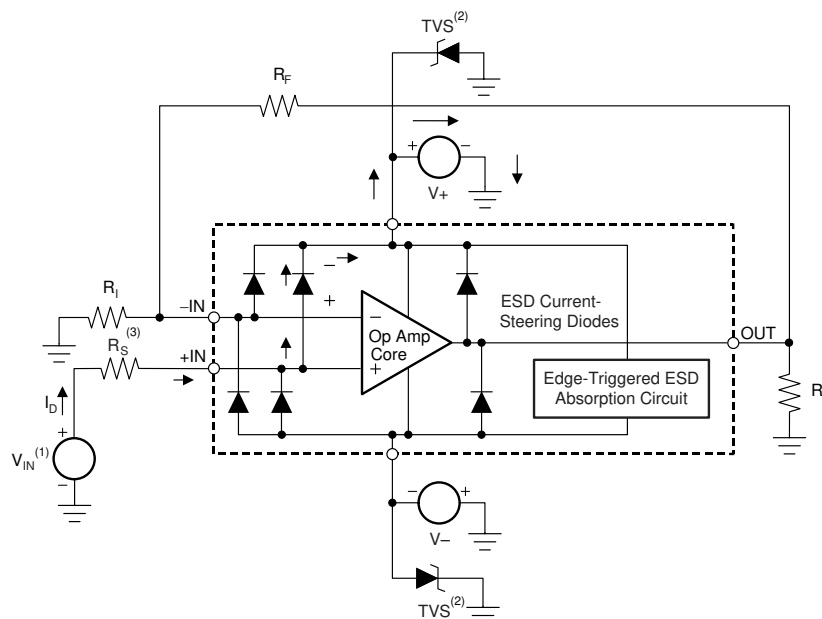 TVS(2)
RF
+ −
V+
RI
−IN
−
+
−
Op Amp
Core
+
ESD Current-
Steering Diodes
OUT
(3)
RS
+IN
Edge-Triggered ESD
Absorption Circuit
R
ID
+
VIN(1)
−
− +
V−
TVS(2)